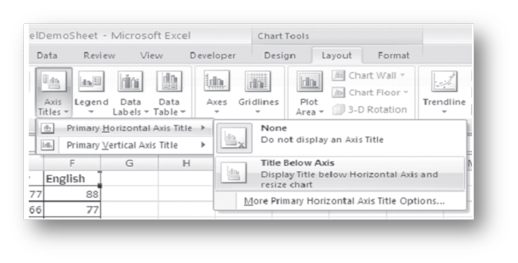 elDemoSheet - Microsoft Excel
Chart Tools
Data Review View Developer Design Layout Format
Axis Titles
Legend
Data Labels
Data Table
Axes
Gridlines
Plot Area
Chart Wall
Chart Floor
3-D Rotation
Trendline
Primary Horizontal Axis Title
Primary Vertical Axis Title
None
Do not display an Axis Title
Title Below Axis
Display Title below Horizontal Axis and
resize chart
More Primary Horizontal Axis Title Options...
F G H
English
77 88
66 77